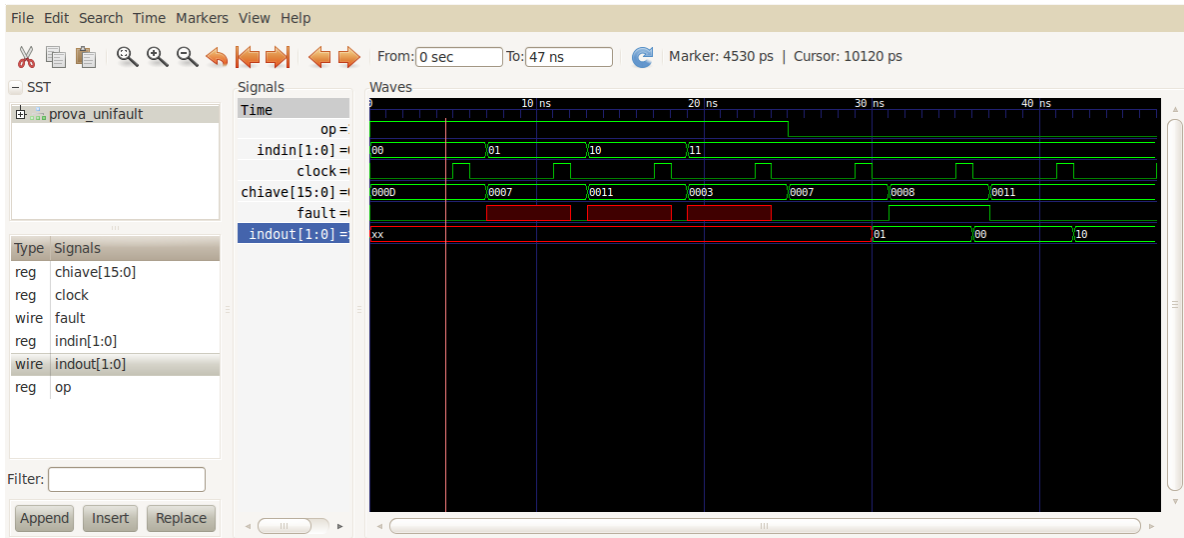 File Edit Search Time Markers View Help
From: 0 sec To: 47 ns Marker: 4530 ps | Cursor: 10120 ps
SST
prova_unifault
Type Signals
reg chiave[15:0]
reg clock
wire fault
reg indin[1:0]
wire indout[1:0]
reg op
Filter:
Append Insert Replace
Signals
Time
op=
indin[1:0]=
clock=
chiave[15:0]=
fault=
indout[1:0]=
Waves
0 10 ns 20 ns 30 ns 40 ns
00 01 10 11
000D 0007 0011 0003 0007 0008 0011
xx 01 00 10